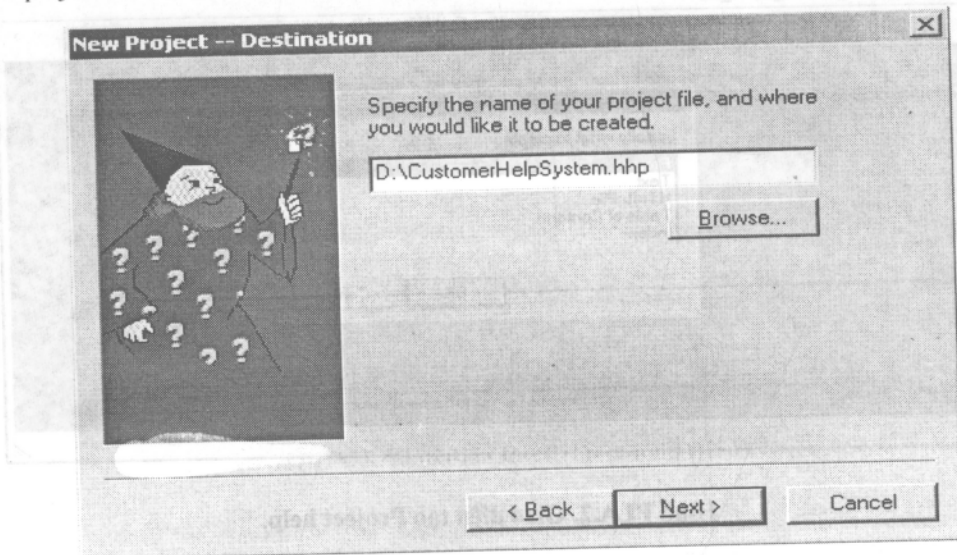 New Project -- Destination
Specify the name of your project file, and where
you would like it to be created.
D:\CustomerHelpSystem.hhp
Browse...
< Back
Next >
Cancel